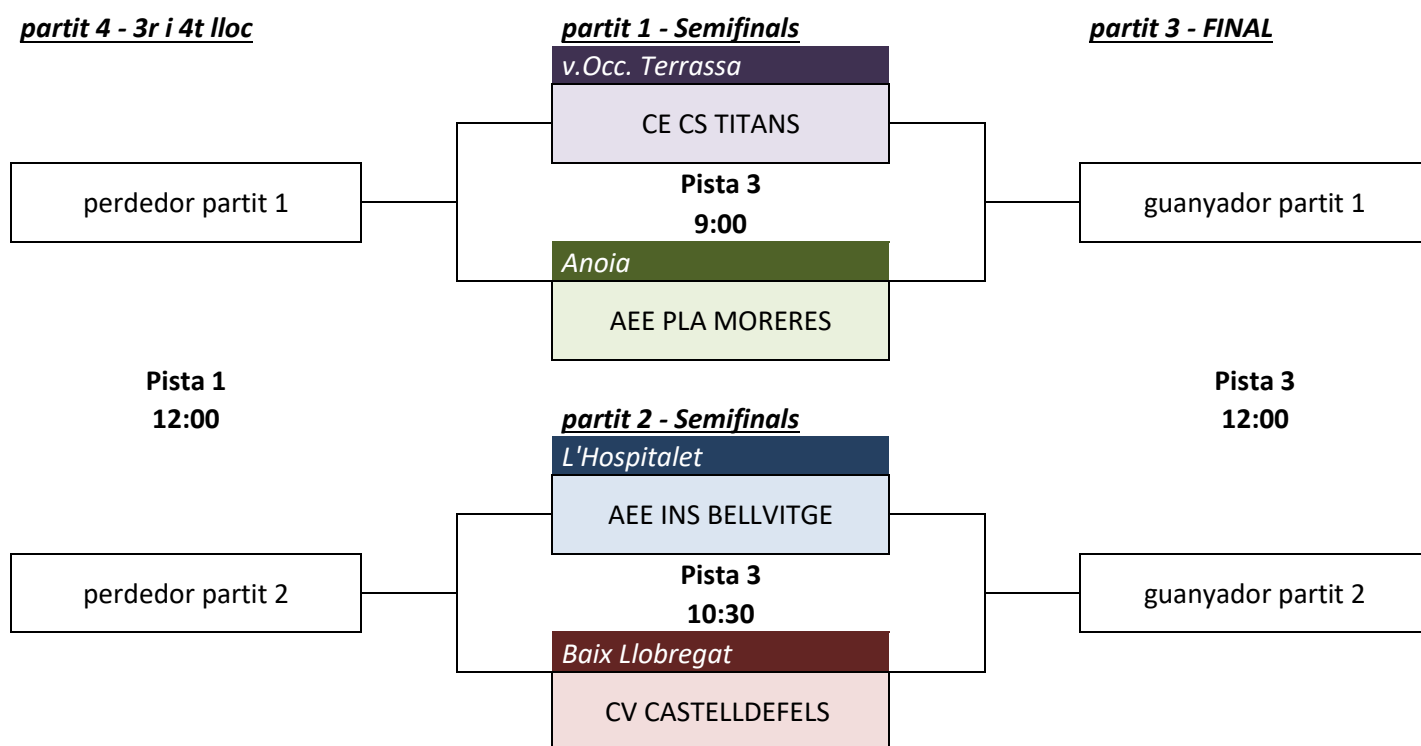 partit 4 - 3r i 4t lloc
partit 1 - Semifinals
partit 3 - FINAL
v.Occ. Terrassa
CE CS TITANS
perdedor partit 1
Pista 3
guanyador partit 1
9:00
Anoia
AEE PLA MORERES
Pista 1
Pista 3
12:00
12:00
partit 2 - Semifinals
L'Hospitalet
AEE INS BELLVITGE
perdedor partit 2
Pista 3
guanyador partit 2
10:30
Baix Llobregat
CV CASTELLDEFELS